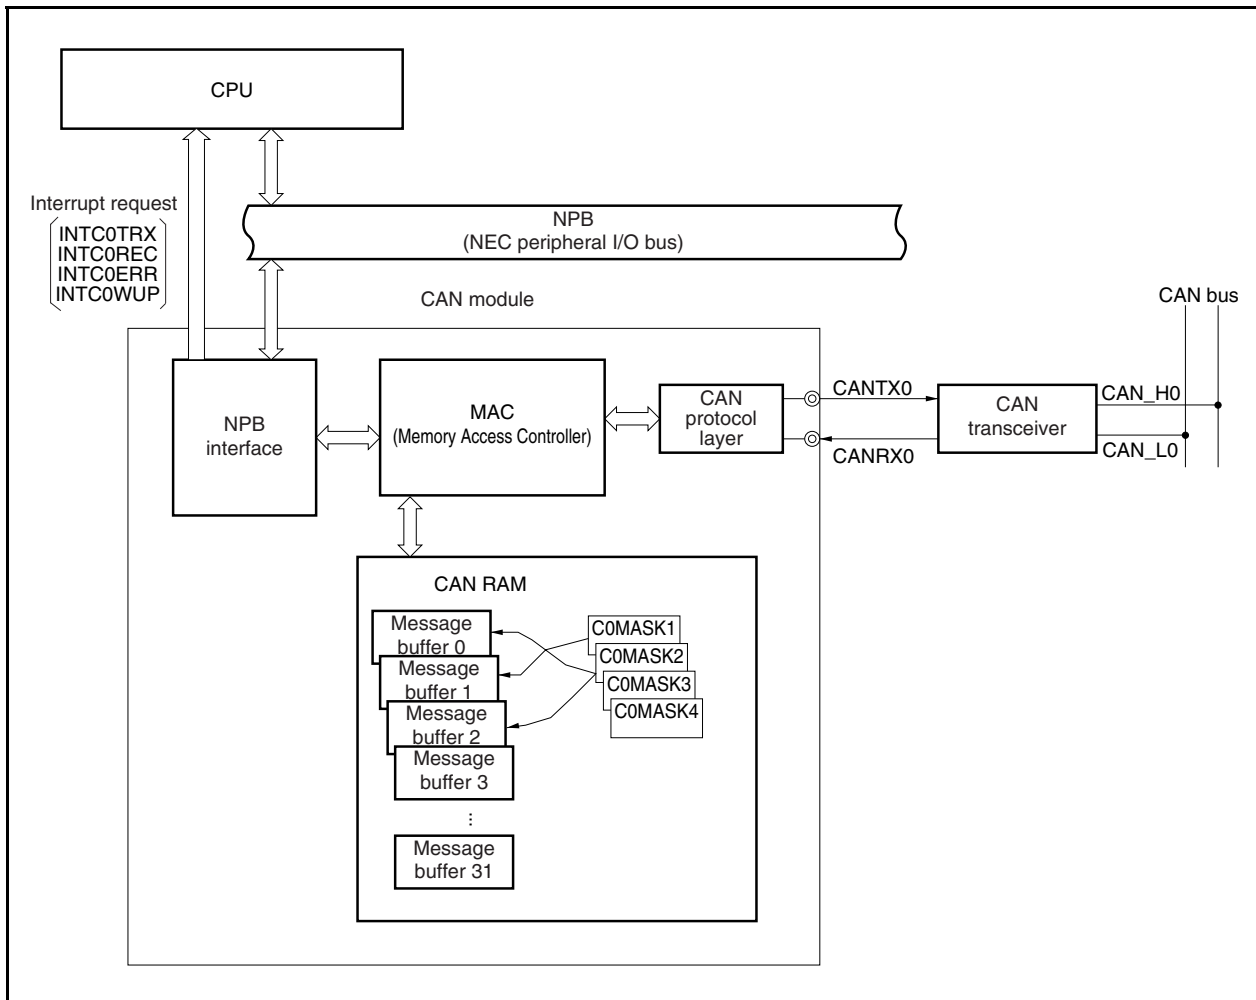 CPU
Interrupt request
INTC0TRX
INTC0REC
INTC0ERR
INTC0WUP
NPB
(NEC peripheral I/O bus)
CAN module
CAN bus
NPB
interface
MAC
(Memory Access Controller)
CAN
protocol
layer
CANTX0
CANRX0
CAN
transceiver
CAN_H0
CAN_L0
CAN RAM
Message
buffer 0
Message
buffer 1
Message
buffer 2
Message
buffer 3
...
Message
buffer 31
C0MASK1
C0MASK2
C0MASK3
C0MASK4